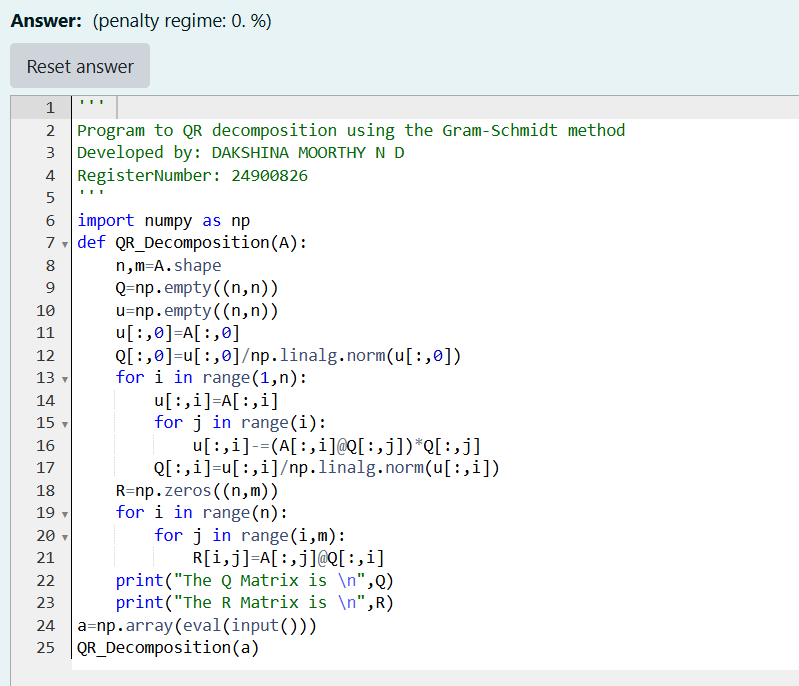 Answer: (penalty regime: 0. %)
Reset answer
1 '''
2 Program to QR decomposition using the Gram-Schmidt method
3 Developed by: DAKSHINA MOORTHY N D
4 RegisterNumber: 24900826
5 '''
6 import numpy as np
7 def QR_Decomposition(A):
8     n,m=A.shape
9     Q=np.empty((n,n))
10     u=np.empty((n,n))
11     u[:,0]=A[:,0]
12     Q[:,0]=u[:,0]/np.linalg.norm(u[:,0])
13     for i in range(1,n):
14         u[:,i]=A[:,i]
15         for j in range(i):
16             u[:,i]-=(A[:,i]@Q[:,j])*Q[:,j]
17         Q[:,i]=u[:,i]/np.linalg.norm(u[:,i])
18     R=np.zeros((n,m))
19     for i in range(n):
20         for j in range(i,m):
21             R[i,j]=A[:,j]@Q[:,i]
22     print("The Q Matrix is \n",Q)
23     print("The R Matrix is \n",R)
24 a=np.array(eval(input()))
25 QR_Decomposition(a)